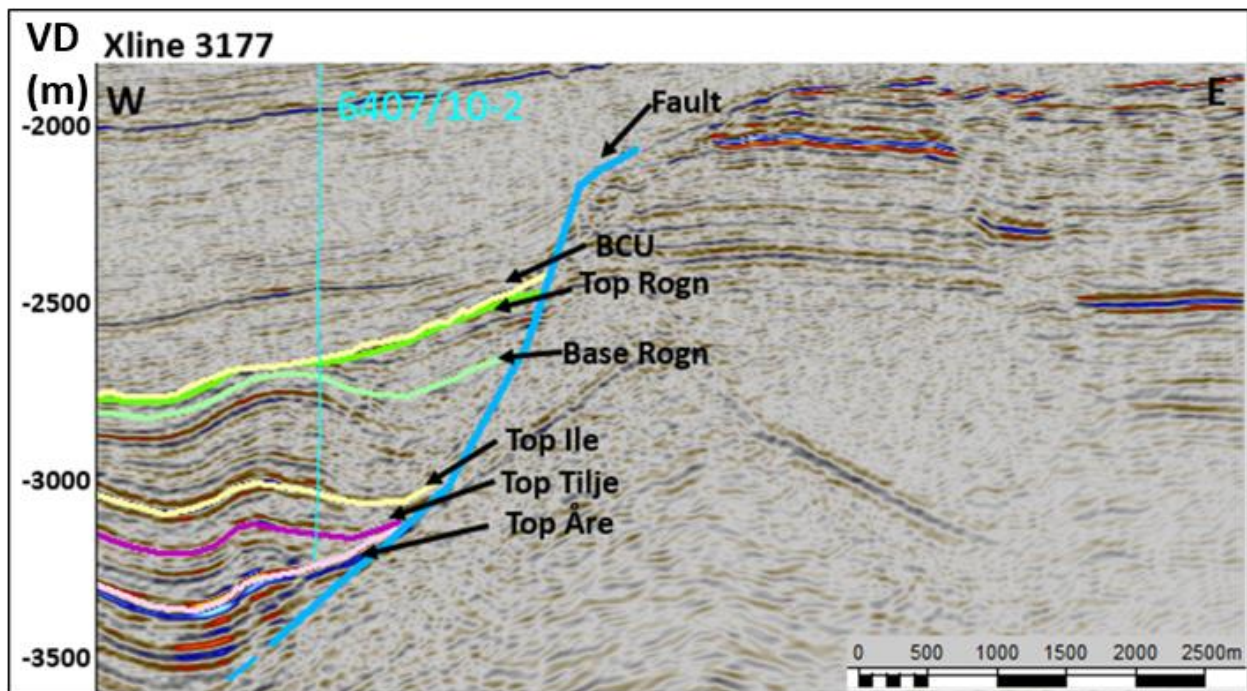 VD
(m)
Xline 3177
W
E
6407/10-2
Fault
-2000
BCU
Top Rogn
-2500
Base Rogn
Top Ile
-3000
Top Tilje
Top Åre
-3500
0 500 1000 1500 2000 2500m